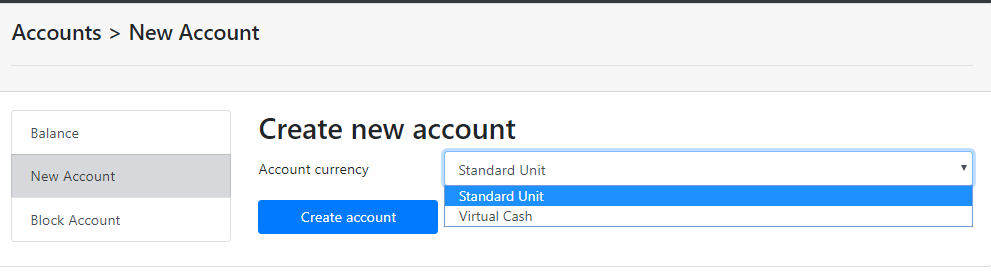 Accounts > New Account
Balance
New Account
Block Account
Create new account
Account currency
Standard Unit
Standard Unit
Virtual Cash
Create account